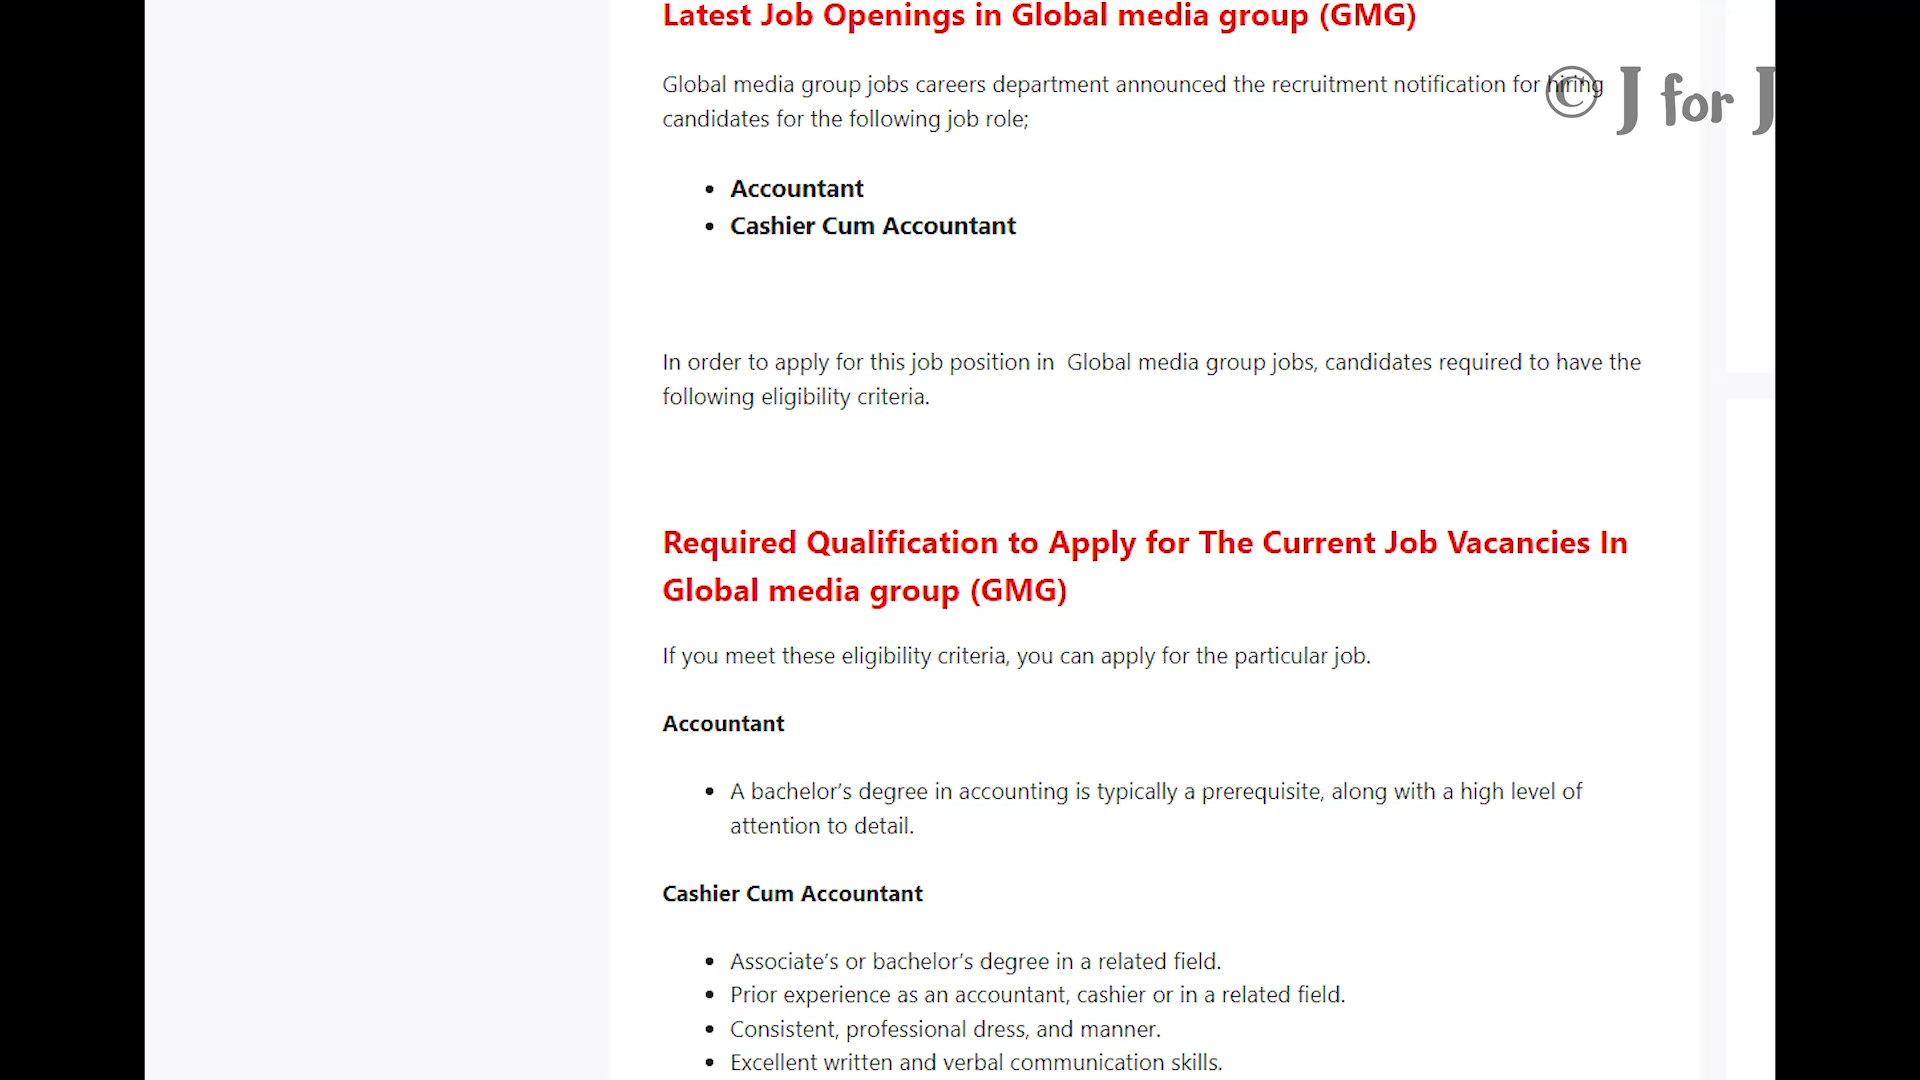 Latest Job Openings in Global media group (GMG)
Global media group jobs careers department announced the recruitment notification for hiring
candidates for the following job role;
© J for J
• Accountant
• Cashier Cum Accountant
In order to apply for this job position in  Global media group jobs, candidates required to have the
following eligibility criteria.
Required Qualification to Apply for The Current Job Vacancies In
Global media group (GMG)
If you meet these eligibility criteria, you can apply for the particular job.
Accountant
• A bachelor’s degree in accounting is typically a prerequisite, along with a high level of
attention to detail.
Cashier Cum Accountant
• Associate’s or bachelor’s degree in a related field.
• Prior experience as an accountant, cashier or in a related field.
• Consistent, professional dress, and manner.
• Excellent written and verbal communication skills.